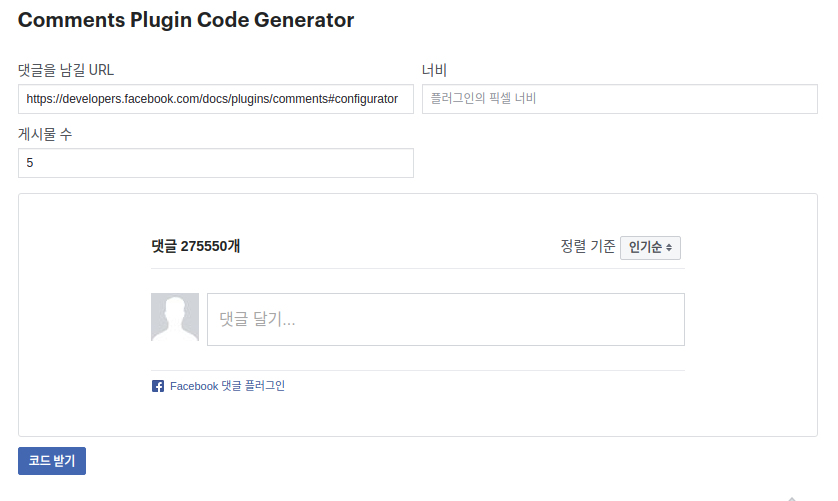 Comments Plugin Code Generator
댓글을 남길 URL
너비
https://developers.facebook.com/docs/plugins/comments#configurator
플러그인의 픽셀 너비
게시물 수
5
댓글 275550개
정렬 기준 인기순
댓글 달기...
Facebook 댓글 플러그인
코드 받기